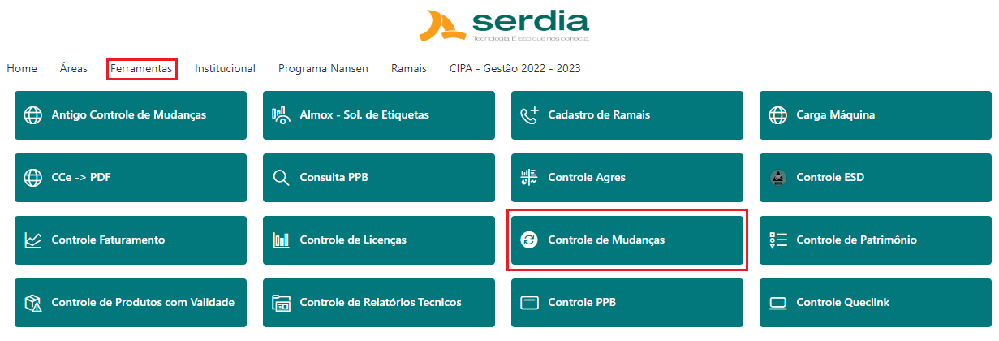 serdia
Tecnologia. É isso que nos conecta.
Home Áreas Ferramentas Institucional Programa Nansen Ramais CIPA - Gestão 2022 - 2023
Antigo Controle de Mudanças Almox - Sol. de Etiquetas Cadastro de Ramais Carga Máquina
CCe -> PDF Consulta PPB Controle Agres Controle ESD
Controle Faturamento Controle de Licenças Controle de Mudanças Controle de Patrimônio
Controle de Produtos com Validade Controle de Relatórios Tecnicos Controle PPB Controle Queclink